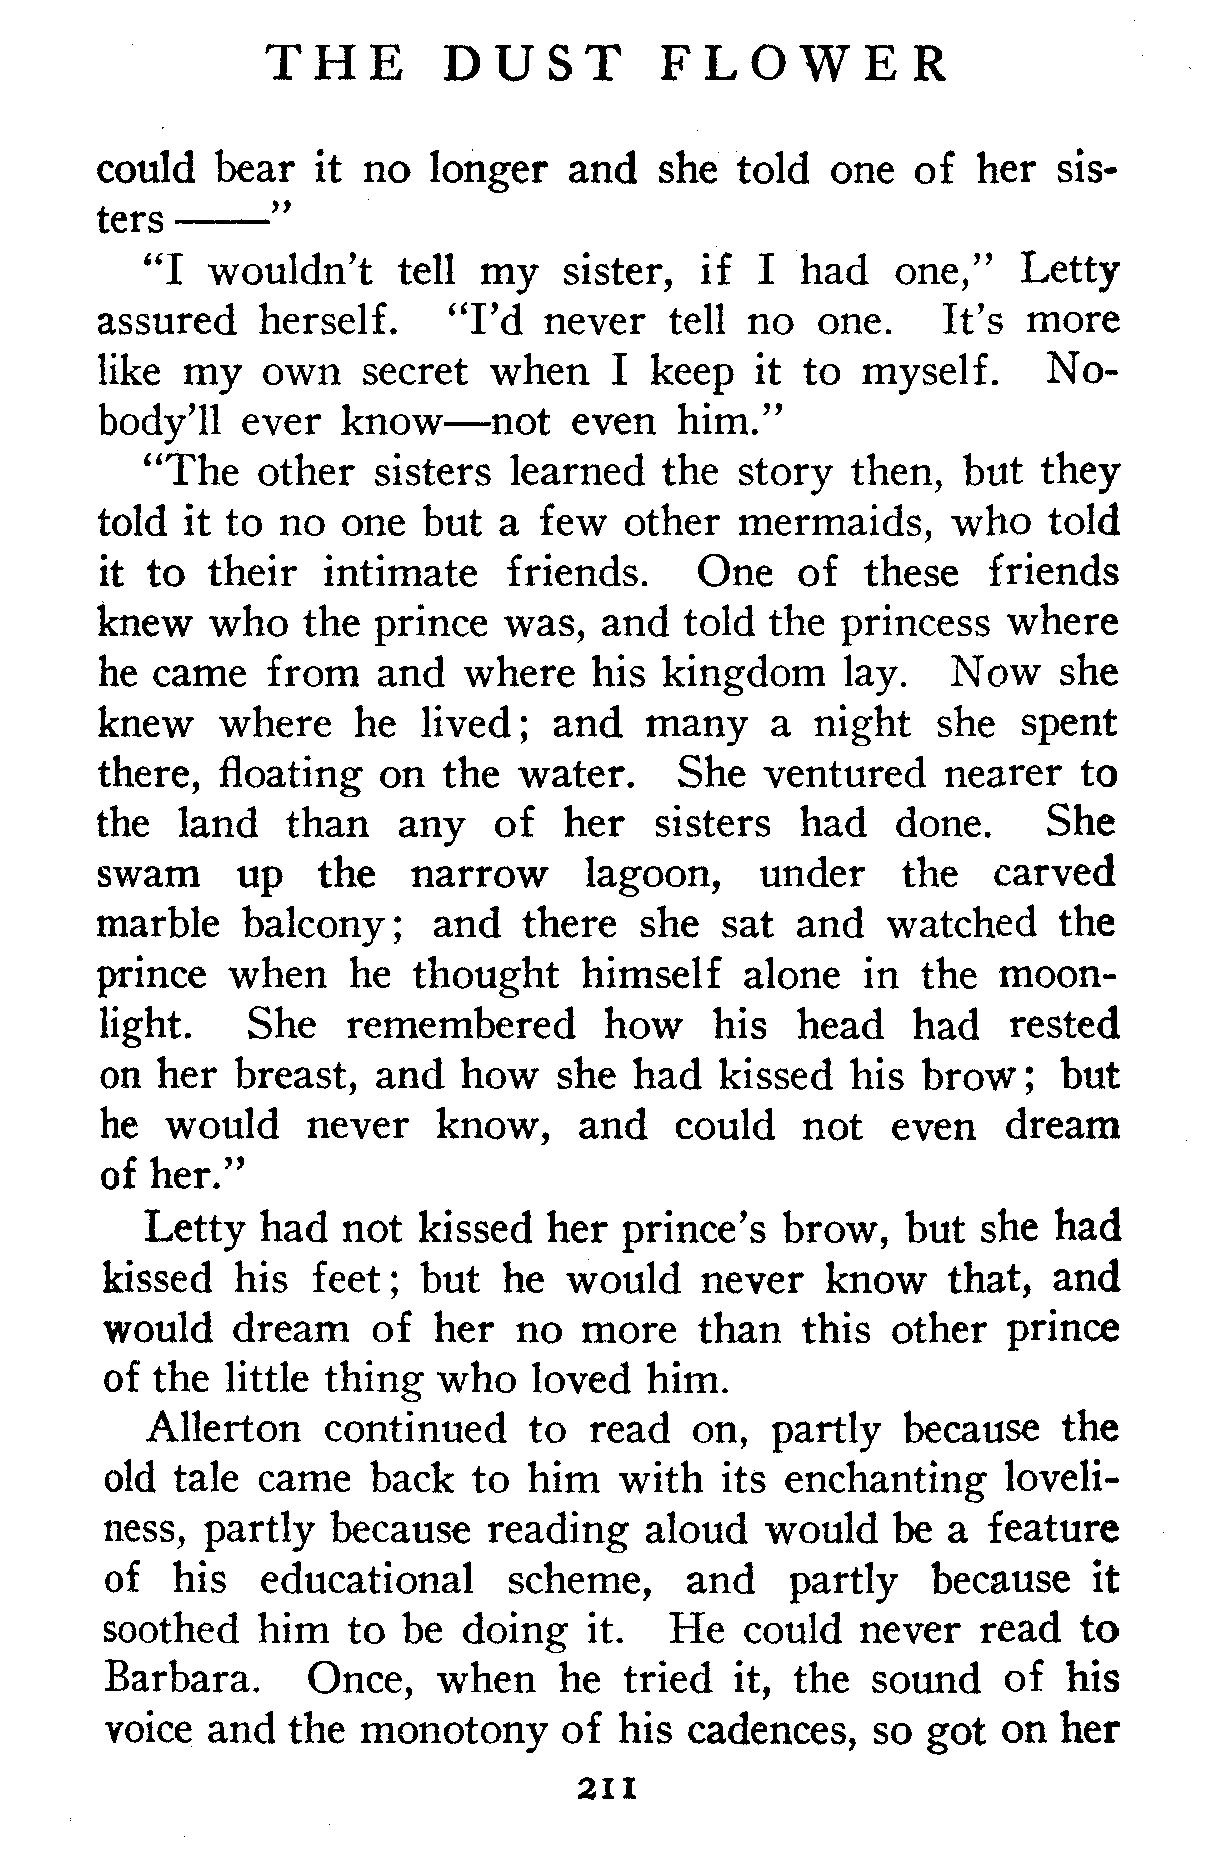 THE DUST FLOWER
could bear it no longer and she told one of her sis-
ters ——”
“I wouldn’t tell my sister, if I had one,” Letty
assured herself. “I’d never tell no one. It’s more
like my own secret when I keep it to myself. No-
body’ll ever know—not even him.”
“The other sisters learned the story then, but they
told it to no one but a few other mermaids, who told
it to their intimate friends. One of these friends
knew who the prince was, and told the princess where
he came from and where his kingdom lay. Now she
knew where he lived; and many a night she spent
there, floating on the water. She ventured nearer to
the land than any of her sisters had done. She
swam up the narrow lagoon, under the carved
marble balcony; and there she sat and watched the
prince when he thought himself alone in the moon-
light. She remembered how his head had rested
on her breast, and how she had kissed his brow; but
he would never know, and could not even dream
of her.”
Letty had not kissed her prince’s brow, but she had
kissed his feet; but he would never know that, and
would dream of her no more than this other prince
of the little thing who loved him.
Allerton continued to read on, partly because the
old tale came back to him with its enchanting loveli-
ness, partly because reading aloud would be a feature
of his educational scheme, and partly because it
soothed him to be doing it. He could never read to
Barbara. Once, when he tried it, the sound of his
voice and the monotony of his cadences, so got on her
211